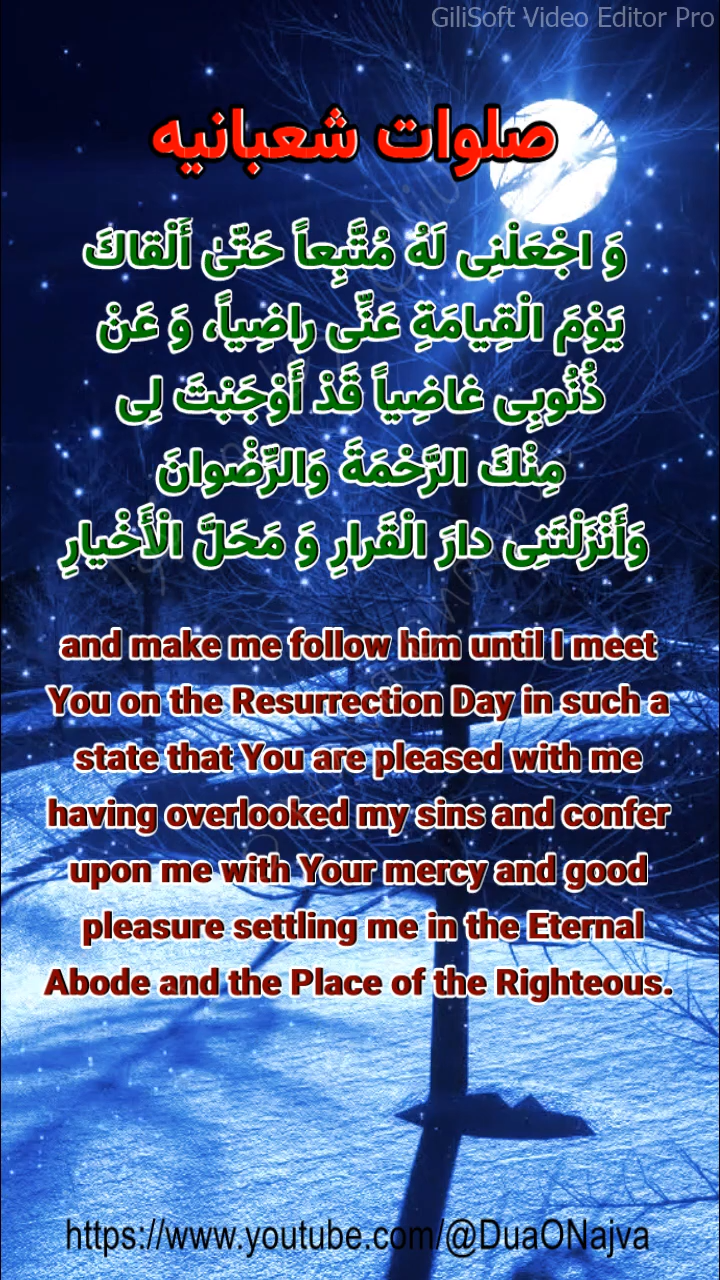 GiliSoft Video Editor Pro
صلوات شعبانیه
وَ اجْعَلْنِی لَهُ مُتَّبِعاً حَتّىٰ أَلْقاكَ
يَوْمَ الْقِيامَةِ عَنِّى راضِياً، وَ عَنْ
ذُنُوبِى غاضِياً قَدْ أَوْجَبْتَ لِى
مِنْكَ الرَّحْمَةَ وَالرِّضْوانَ
وَأَنْزَلْتَنِى دارَ الْقَرارِ وَ مَحَلَّ الْأَخْيارِ
and make me follow him until I meet
You on the Resurrection Day in such a
state that You are pleased with me
having overlooked my sins and confer
upon me with Your mercy and good
pleasure settling me in the Eternal
Abode and the Place of the Righteous.
https://www.youtube.com/@DuaONajva